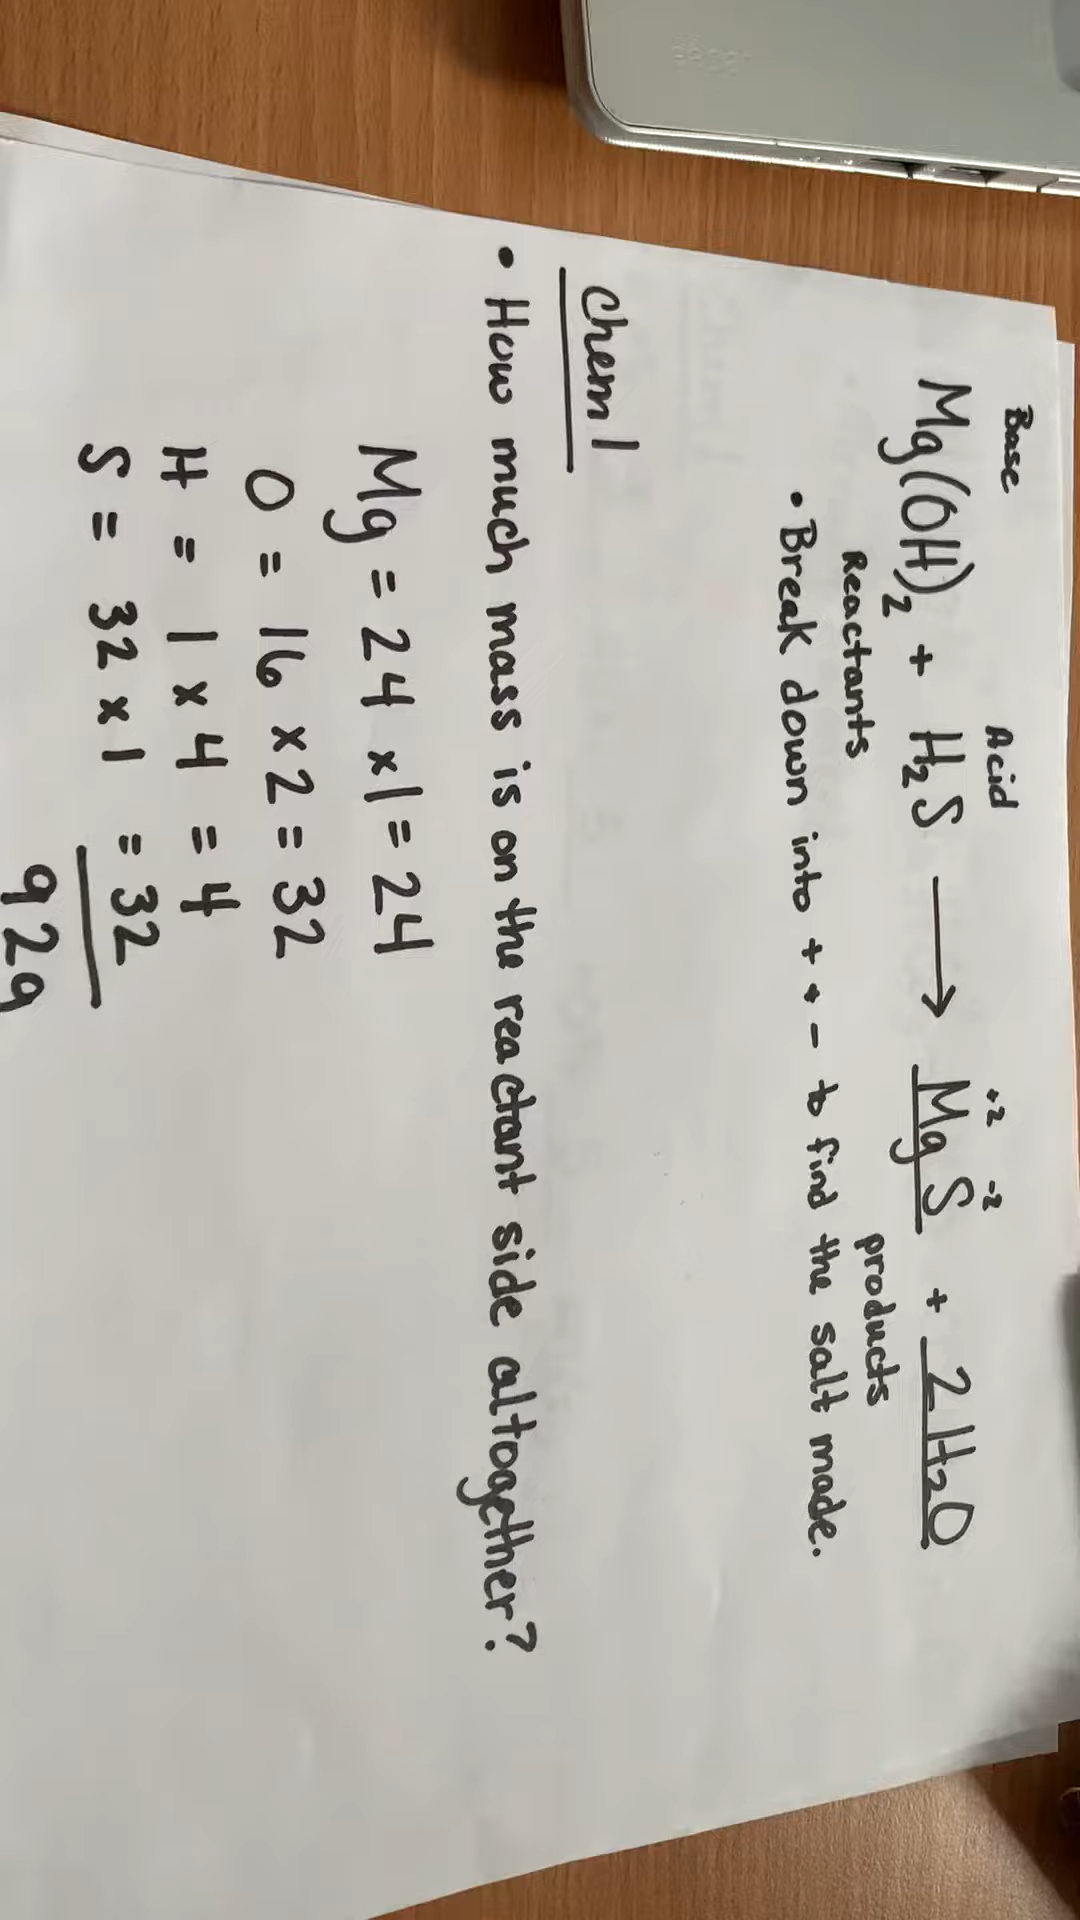 Base Acid +2 -2
Mg(OH)₂ + H₂S → MgS + 2H₂O
Reactants products
• Break down into + + - to find the salt made.
Chem 1
• How much mass is on the reactant side altogether?
Mg = 24 x 1 = 24
O = 16 x 2 = 32
H = 1 x 4 = 4
S = 32 x 1 = 32
92g